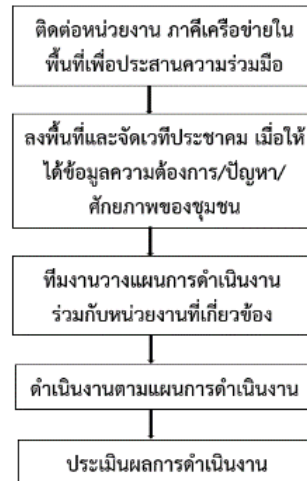 ติดต่อหน่วยงาน ภาคีเครือข่ายใน
พื้นที่เพื่อประสานความร่วมมือ
ลงพื้นที่และจัดเวทีประชาคม เมื่อให้
ได้ข้อมูลความต้องการ/ปัญหา/
ศักยภาพของชุมชน
ทีมงานวางแผนการดำเนินงาน
ร่วมกับหน่วยงานที่เกี่ยวข้อง
ดำเนินงานตามแผนการดำเนินงาน
ประเมินผลการดำเนินงาน